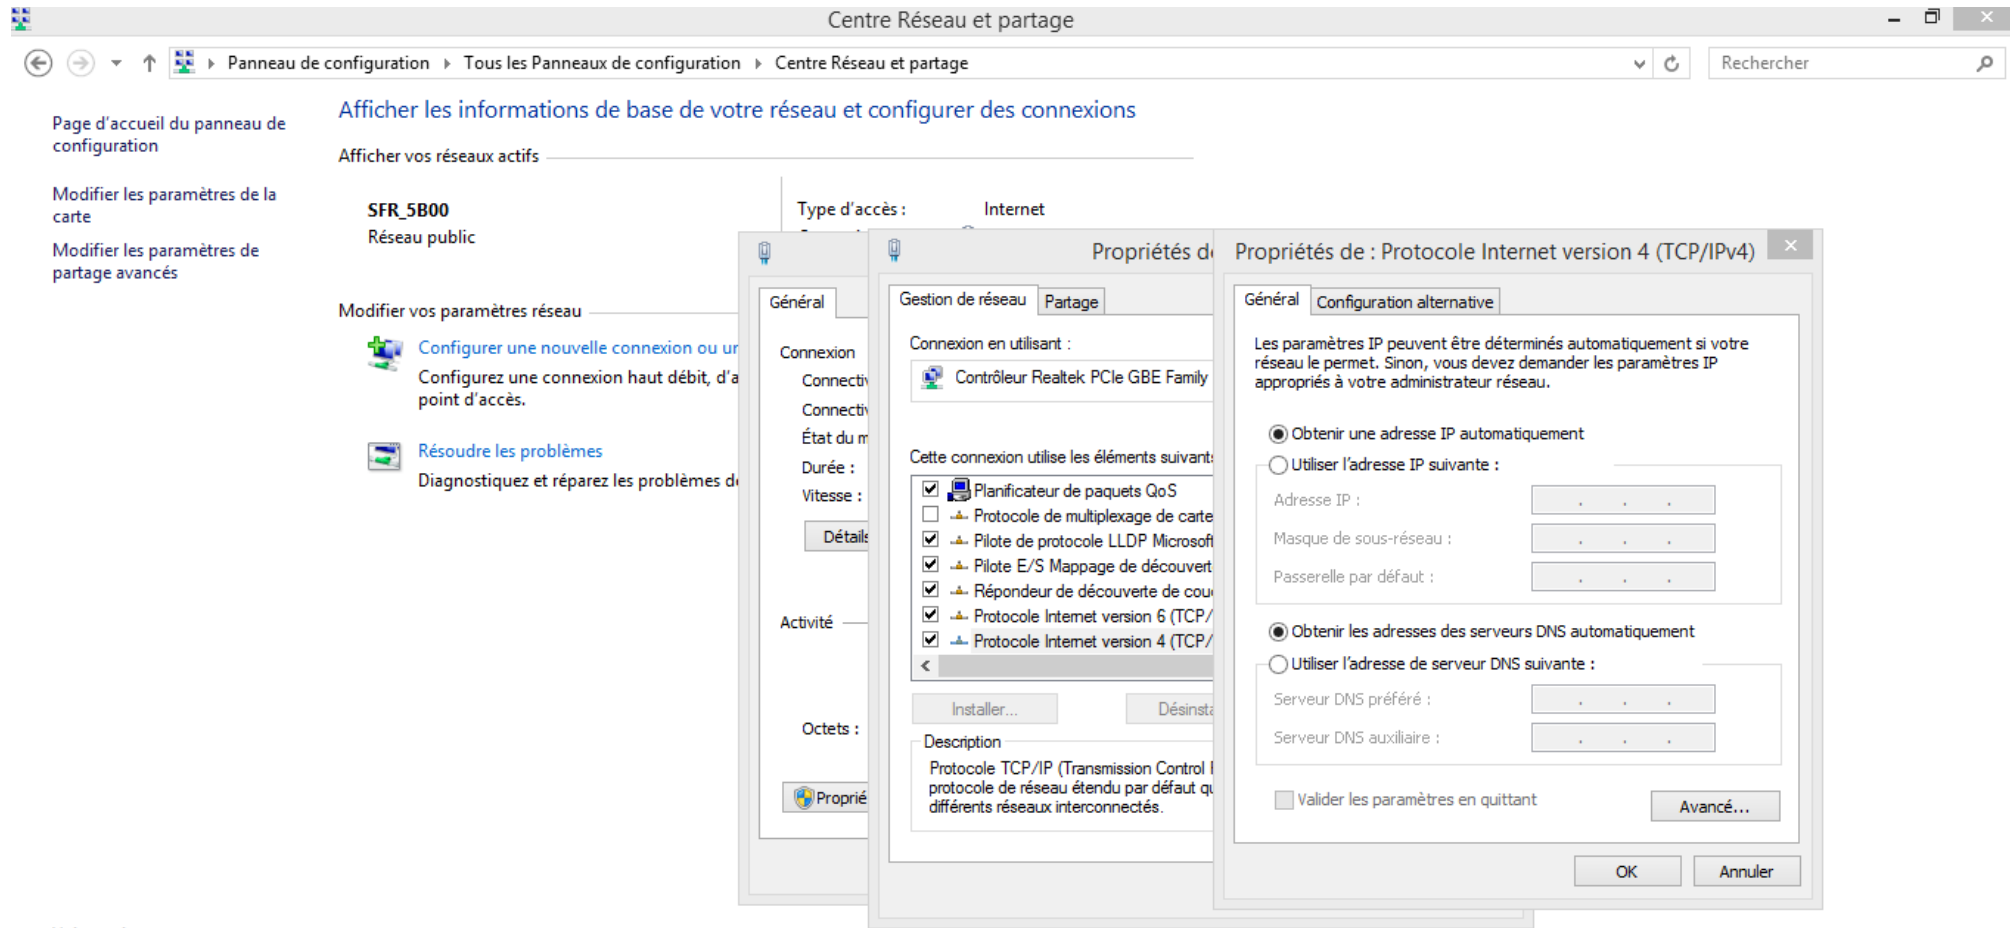 Centre Réseau et partage
Panneau de configuration
Tous les Panneaux de configuration
Centre Réseau et partage
Rechercher
Page d'accueil du panneau de
configuration
Modifier les paramètres de la
carte
Modifier les paramètres de
partage avancés
Afficher les informations de base de votre réseau et configurer des connexions
Afficher vos réseaux actifs
SFR_5B00
Réseau public
Type d'accès :
Internet
Modifier vos paramètres réseau
Configurer une nouvelle connexion ou
Configurez une connexion haut débit,
point d'accès.
Résoudre les problèmes
Diagnostiquez et réparez les problèmes
Général
Connexion
Connectiv
Connectiv
État du
Durée :
Vitesse :
Détails
Activité
Octets :
Proprié
Propriétés
Gestion de réseau
Partage
Connexion en utilisant :
Contrôleur Realtek PCIe GBE Family
Cette connexion utilise les éléments suivants
Planificateur de paquets QoS
Protocole de multiplexage de carte
Pilote de protocole LLDP Microsoft
Pilote E/S Mappage de découvert
Répondeur de découverte de
Protocole Internet version 6 (TCP/
Protocole Internet version 4 (TCP/
Installer...
Désinsta
Description
Protocole TCP/IP (Transmission Control
protocole de réseau étendu par défaut
différents réseaux interconnectés.
Propriétés de : Protocole Internet version 4 (TCP/IPv4)
Général
Configuration alternative
Les paramètres IP peuvent être déterminés automatiquement si votre
réseau le permet. Sinon, vous devez demander les paramètres IP
appropriés à votre administrateur réseau.
Obtenir une adresse IP automatiquement
Utiliser l'adresse IP suivante :
Adresse IP :
Masque de sous-réseau :
Passerelle par défaut :
Obtenir les adresses des serveurs DNS automatiquement
Utiliser l'adresse de serveur DNS suivante :
Serveur DNS préféré :
Serveur DNS auxiliaire :
Valider les paramètres en quittant
Avancé...
OK
Annuler